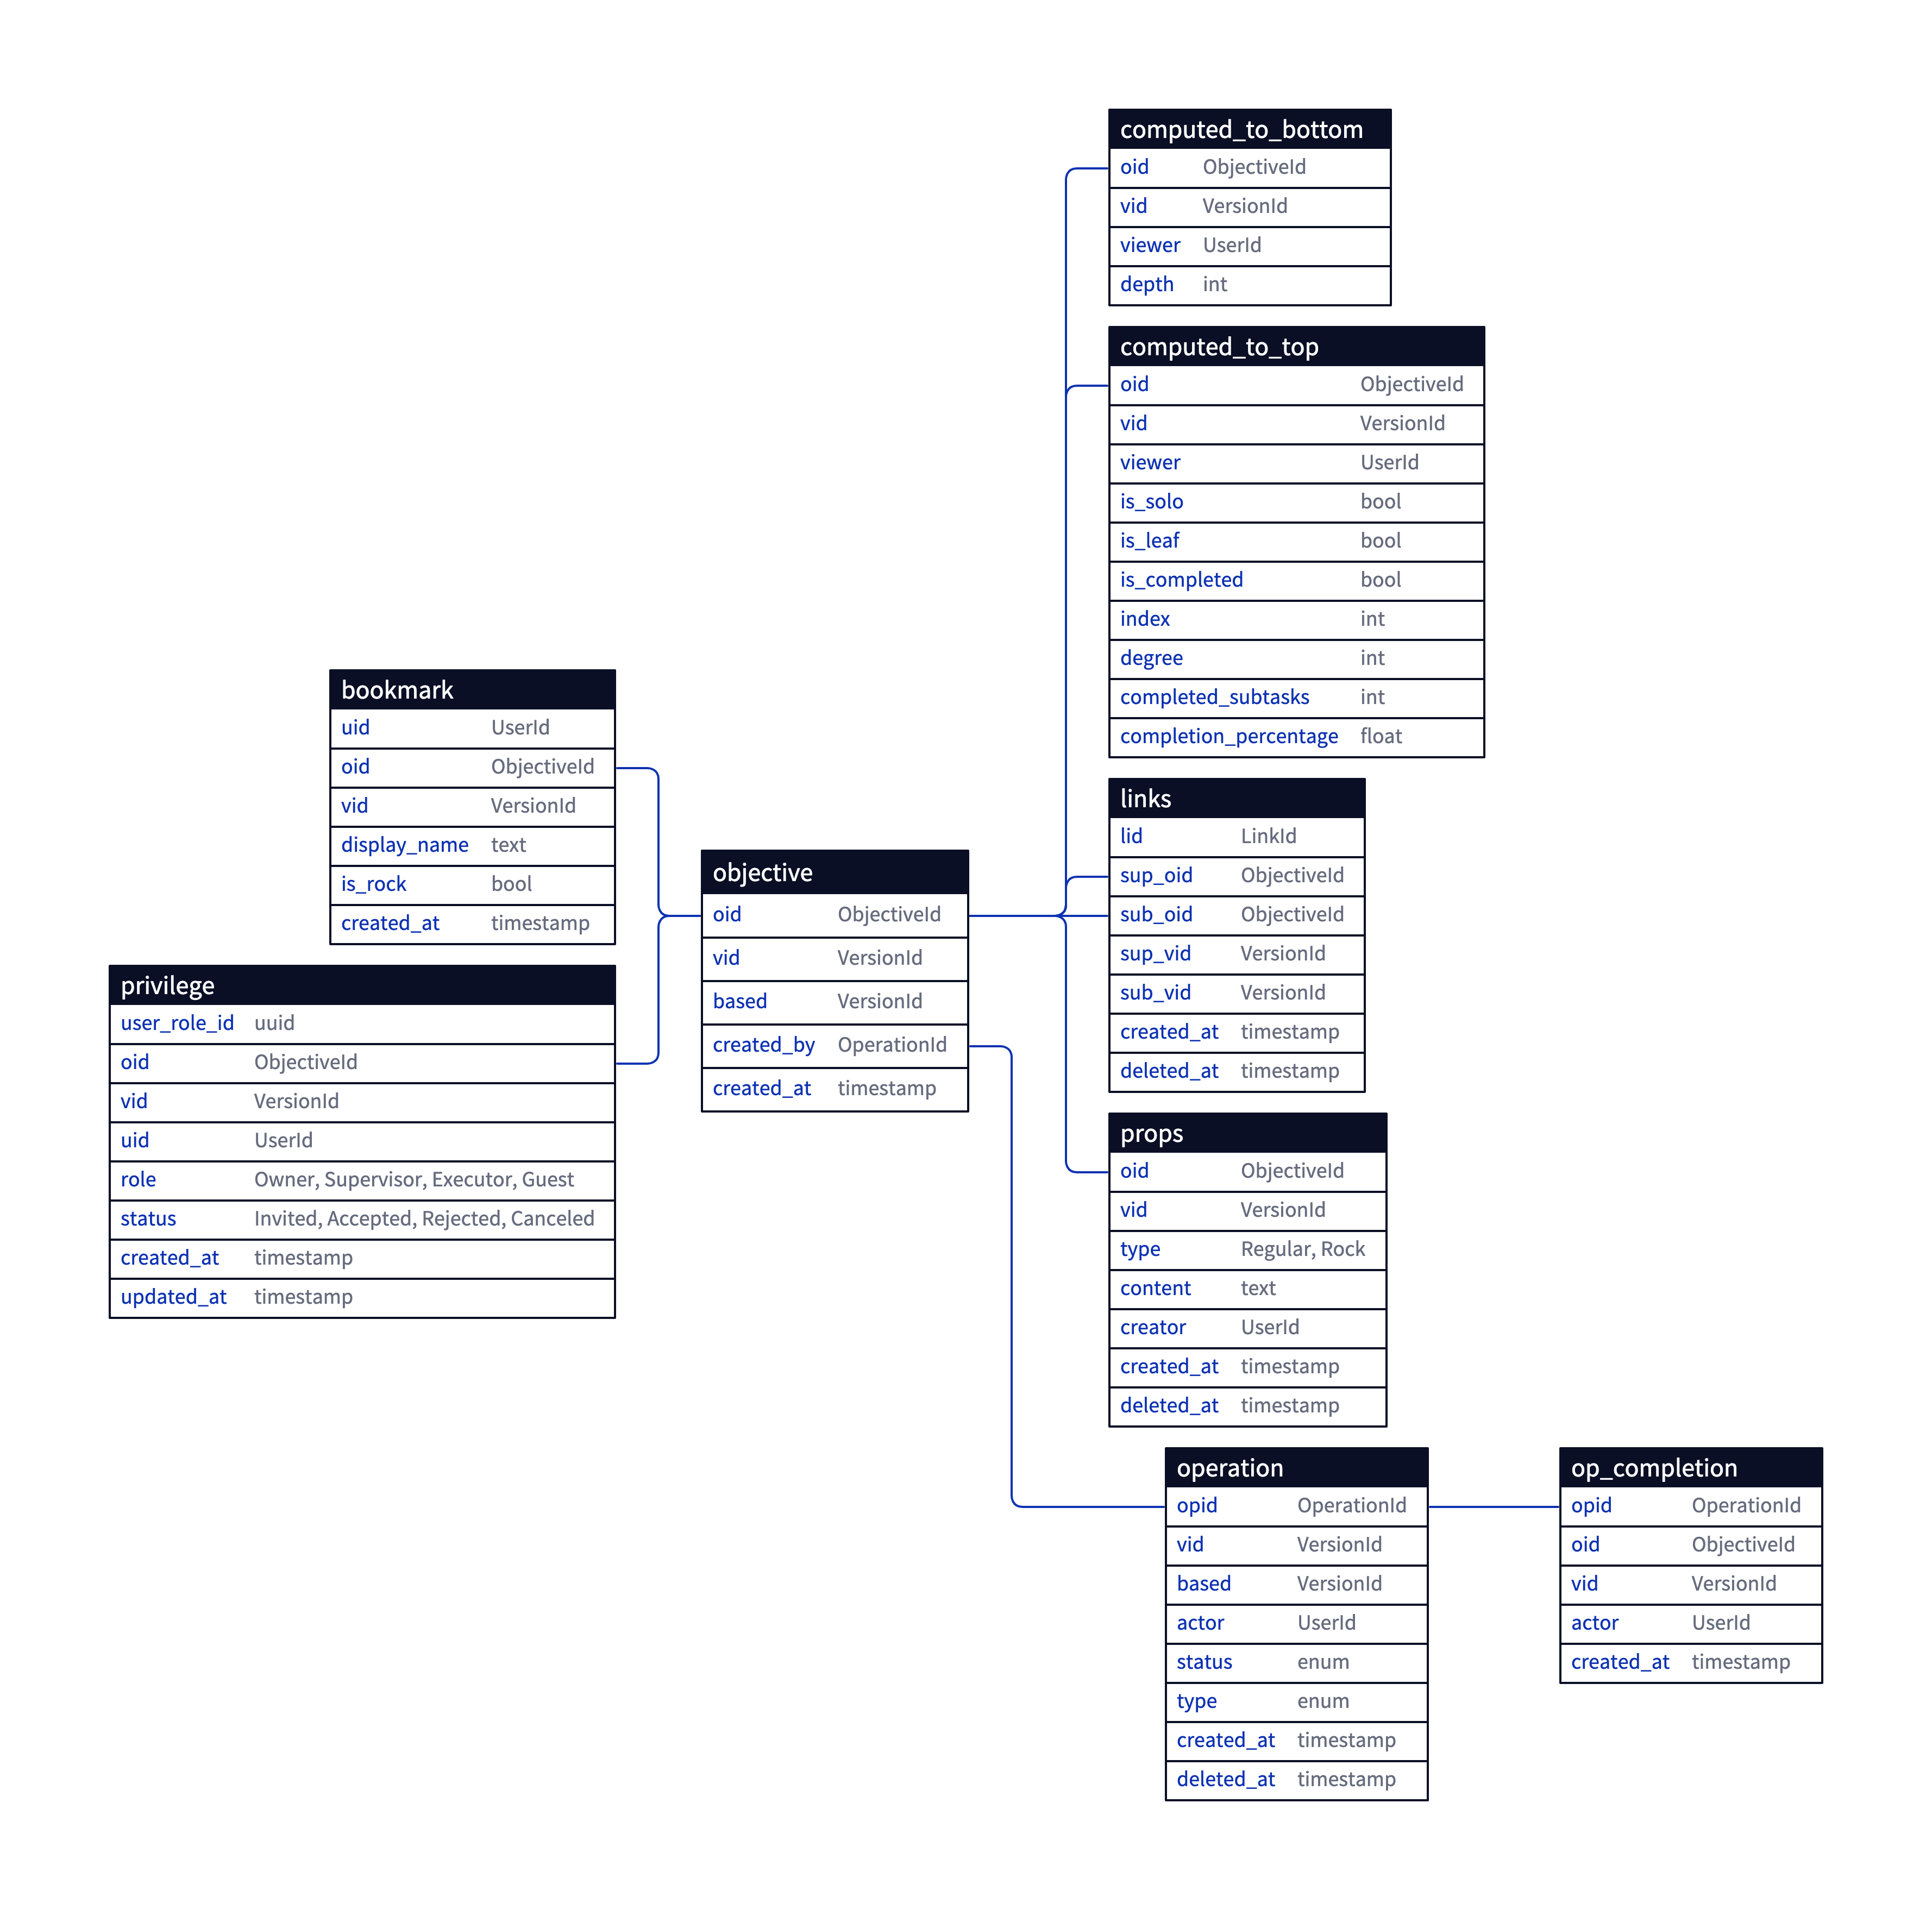 computed_to_bottom
oid ObjectiveId
vid VersionId
viewer UserId
depth int
computed_to_top
oid ObjectiveId
vid VersionId
viewer UserId
is_solo bool
is_leaf bool
is_completed bool
index int
degree int
completed_subtasks int
completion_percentage float
bookmark
uid UserId
oid ObjectiveId
vid VersionId
display_name text
is_rock bool
created_at timestamp
privilege
user_role_id uuid
oid ObjectiveId
vid VersionId
uid UserId
role Owner, Supervisor, Executor, Guest
status Invited, Accepted, Rejected, Canceled
created_at timestamp
updated_at timestamp
objective
oid ObjectiveId
vid VersionId
based VersionId
created_by OperationId
created_at timestamp
links
lid LinkId
sup_oid ObjectiveId
sub_oid ObjectiveId
sup_vid VersionId
sub_vid VersionId
created_at timestamp
deleted_at timestamp
props
oid ObjectiveId
vid VersionId
type Regular, Rock
content text
creator UserId
created_at timestamp
deleted_at timestamp
operation
opid OperationId
vid VersionId
based VersionId
actor UserId
status enum
type enum
created_at timestamp
deleted_at timestamp
op_completion
opid OperationId
oid ObjectiveId
vid VersionId
actor UserId
created_at timestamp